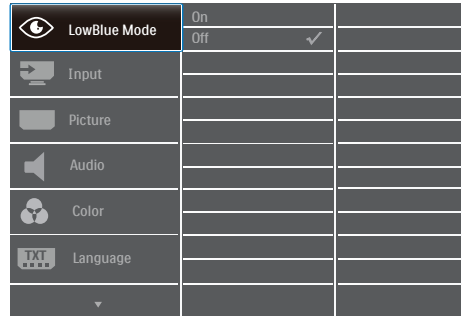 LowBlue Mode
On
Off
Input
Picture
Audio
Color
TXT
Language